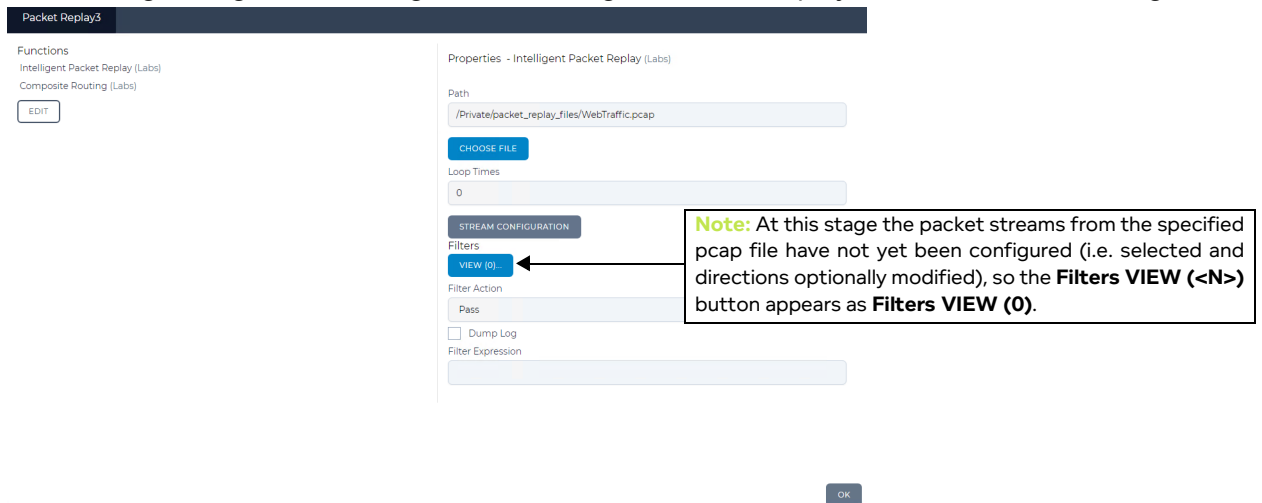 Packet Replay3
Functions
Intelligent Packet Replay (Labs)
Composite Routing (Labs)
EDIT
Properties - Intelligent Packet Replay (Labs)
Path
/Private/packet_replay_files/WebTraffic.pcap
CHOOSE FILE
Loop Times
0
STREAM CONFIGURATION
Filters
VIEW (0)...
Filter Action
Pass
Dump Log
Filter Expression
Note: At this stage the packet streams from the specified
pcap file have not yet been configured (i.e. selected and
directions optionally modified), so the Filters VIEW (<N>)
button appears as Filters VIEW (0).
OK